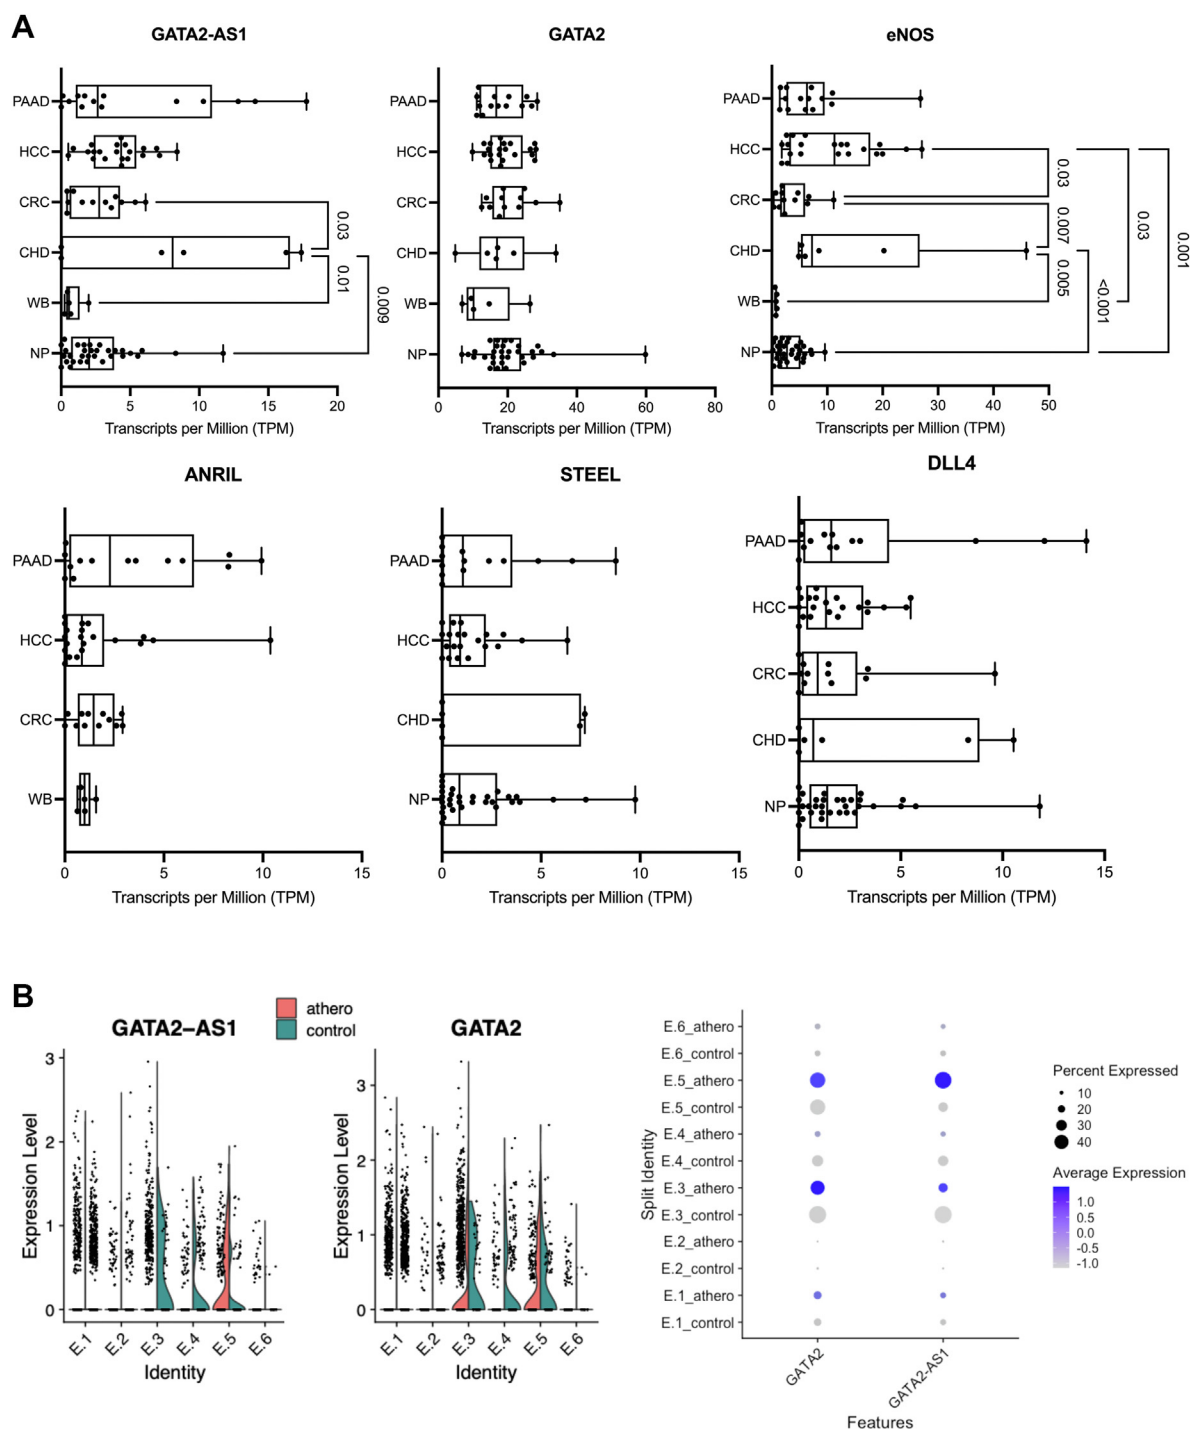 A
GATA2-AS1
PAAD
HCC
CRC
CHD
WB
NP
0.03
0.01
0.009
0 5 10 15 20
Transcripts per Million (TPM)
GATA2
PAAD
HCC
CRC
CHD
WB
NP
0 20 40 60 80
Transcripts per Million (TPM)
eNOS
PAAD
HCC
CRC
CHD
WB
NP
0.03
0.007
0.005
<0.001
0.03
0.001
0 10 20 30 40 50
Transcripts per Million (TPM)
ANRIL
PAAD
HCC
CRC
WB
0 5 10 15
Transcripts per Million (TPM)
STEEL
PAAD
HCC
CHD
NP
0 5 10 15
Transcripts per Million (TPM)
DLL4
PAAD
HCC
CRC
CHD
NP
0 5 10 15
Transcripts per Million (TPM)
B
athero
control
GATA2–AS1
Expression Level
3
2
1
0
E.1 E.2 E.3 E.4 E.5 E.6
Identity
GATA2
Expression Level
3
2
1
0
E.1 E.2 E.3 E.4 E.5 E.6
Identity
Split Identity
E.6_athero
E.6_control
E.5_athero
E.5_control
E.4_athero
E.4_control
E.3_athero
E.3_control
E.2_athero
E.2_control
E.1_athero
E.1_control
GATA2 GATA2-AS1
Features
Percent Expressed
10
20
30
40
Average Expression
1.0
0.5
0.0
-0.5
-1.0